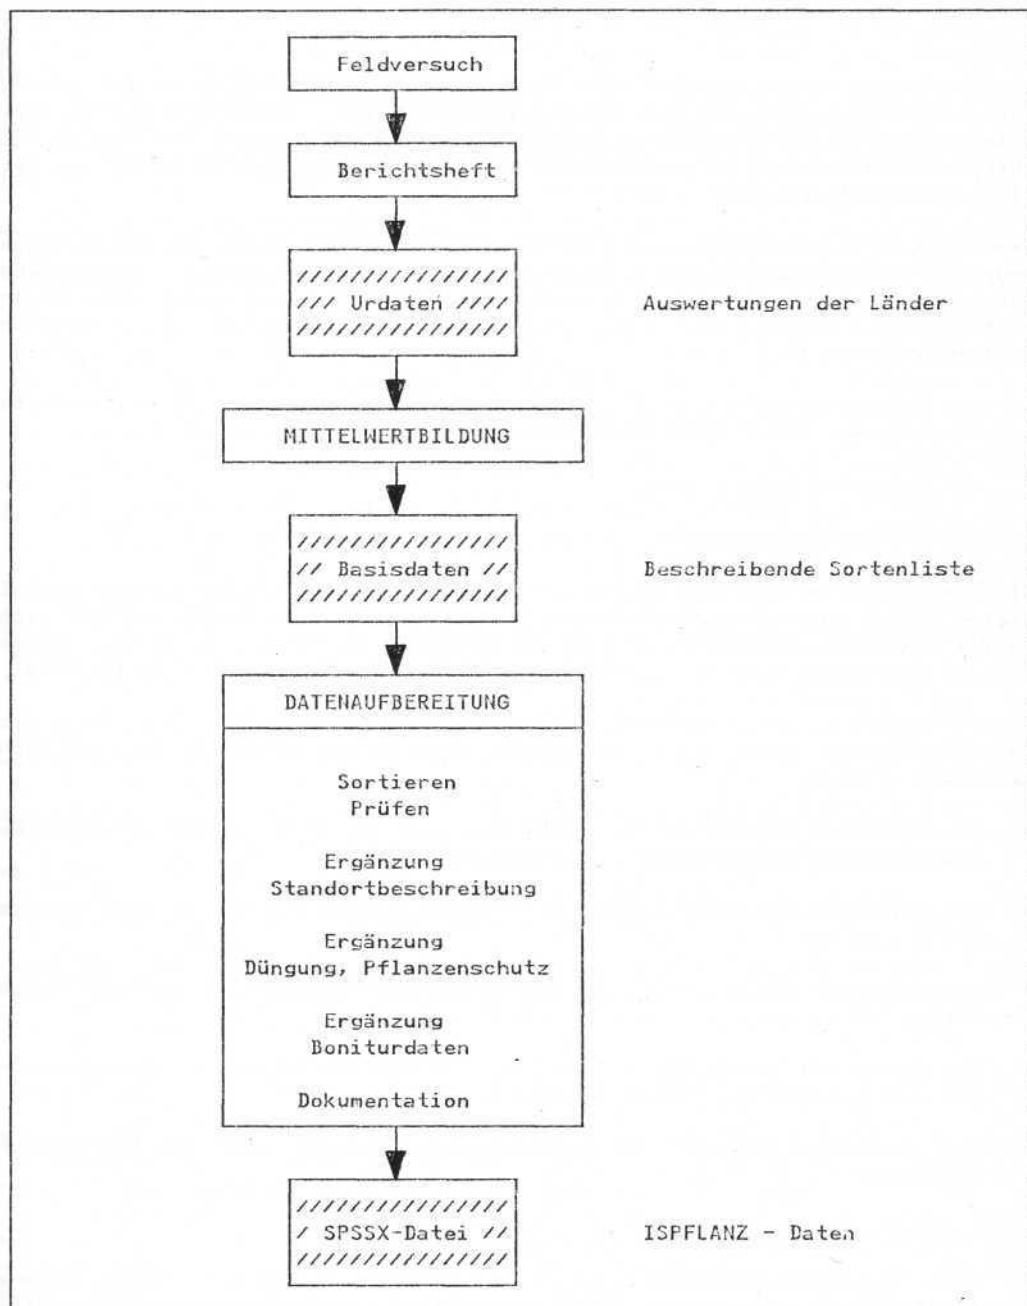 Feldversuch
Berichtsheft
////////////////
/// Urdaten //// Auswertungen der Länder
////////////////
MITTELWERTBILDUNG
////////////////
// Basisdaten // Beschreibende Sortenliste
////////////////
DATENAUFBEREITUNG
Sortieren
Prüfen
Ergänzung
Standortbeschreibung
Ergänzung
Düngung, Pflanzenschutz
Ergänzung
Boniturdaten
Dokumentation
////////////////
/ SPSSX-Datei // ISPFLANZ - Daten
////////////////